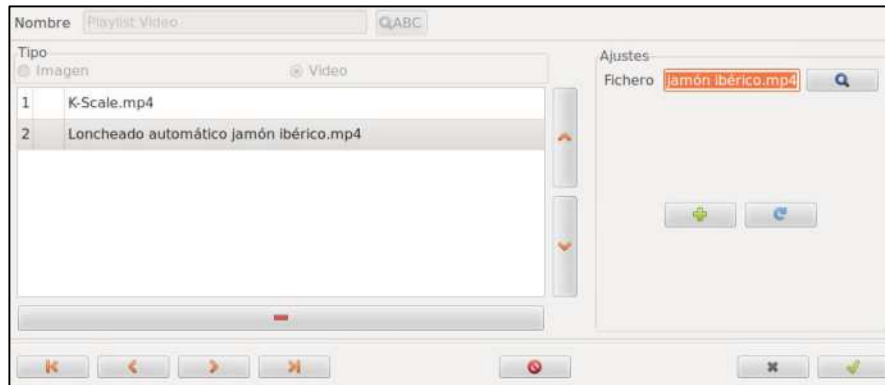 Nombre Playlist Video ABC
Tipo
Imagen Video
1 K-Scale.mp4
2 Loncheado automático jamón ibérico.mp4
Ajustes
Fichero jamón ibérico.mp4